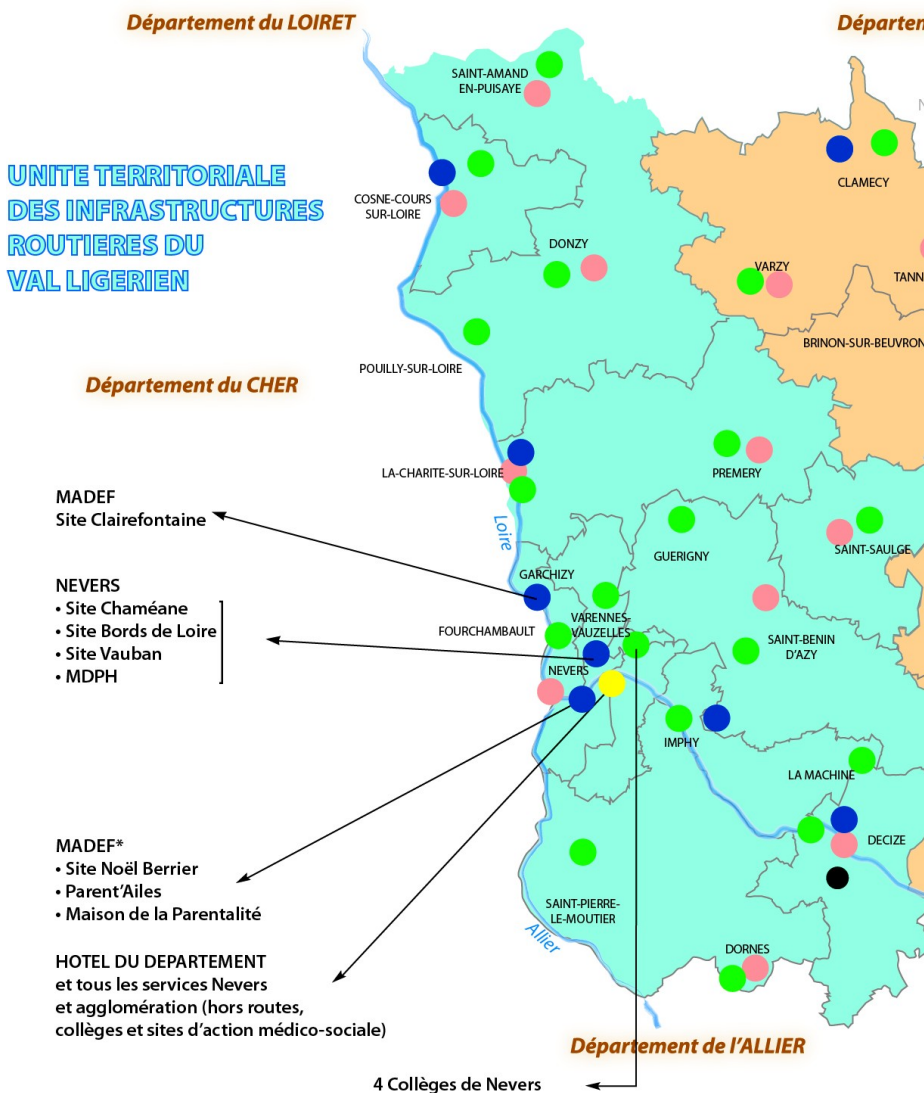 Département du LOIRET
Départem
SAINT-AMAND
EN-PUISAYE
N
CLAMECY
UNITE TERRITORIALE
DES INFRASTRUCTURES
ROUTIERES DU
VAL LIGERIEN
COSNE-COURS
SUR-LOIRE
DONZY
VARZY
TANN
BRINON-SUR-BEUVRON
POUILLY-SUR-LOIRE
Département du CHER
LA-CHARITE-SUR-LOIRE
PREMERY
MADEF
Site Clairefontaine
Loire
GUERIGNY
SAINT-SAULGE
GARCHIZY
NEVERS
• Site Chaméane
• Site Bords de Loire
• Site Vauban
• MDPH
FOURCHAMBAULT
VARENNES-
VAUZELLES
SAINT-BENIN
D'AZY
NEVERS
IMPHY
LA MACHINE
DECIZE
MADEF*
• Site Noël Berrier
• Parent'Ailes
• Maison de la Parentalité
SAINT-PIERRE-
LE-MOUTIER
Allier
DORNES
HOTEL DU DEPARTEMENT
et tous les services Nevers
et agglomération (hors routes,
collèges et sites d'action médico-sociale)
Département de l'ALLIER
4 Collèges de Nevers